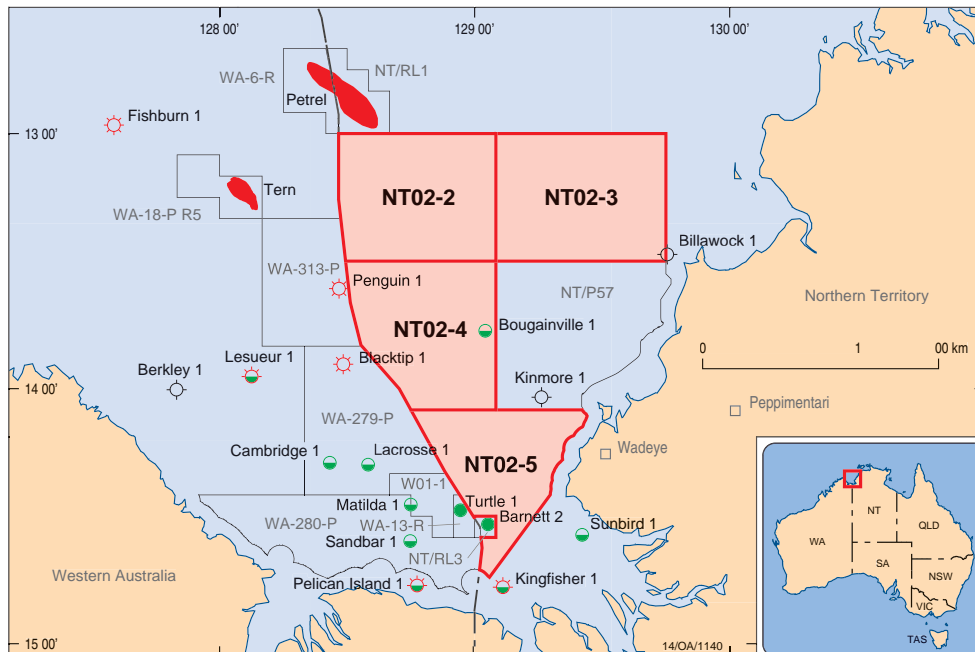 128 00'
129 00'
130 00'
WA-6-R
NT/RL1
Petrel
Fishburn 1
13 00'
Tern
NT02-2
NT02-3
WA-18-P R5
Billawock 1
WA-313-P
Penguin 1
NT/P57
Northern Territory
NT02-4
Bougainville 1
0
1
00 km
Lesueur 1
Blacktip 1
Berkley 1
Kinmore 1
14 00'
Peppimentari
WA-279-P
Cambridge 1
Lacrosse 1
NT02-5
Wadeye
W01-1
Matilda 1
Turtle 1
WA-280-P
WA-13-R
Barnett 2
Sunbird 1
Sandbar 1
NT/RL3
Western Australia
Pelican Island 1
Kingfisher 1
15 00'
14/OA/1140
NT
QLD
WA
SA
NSW
VIC
TAS